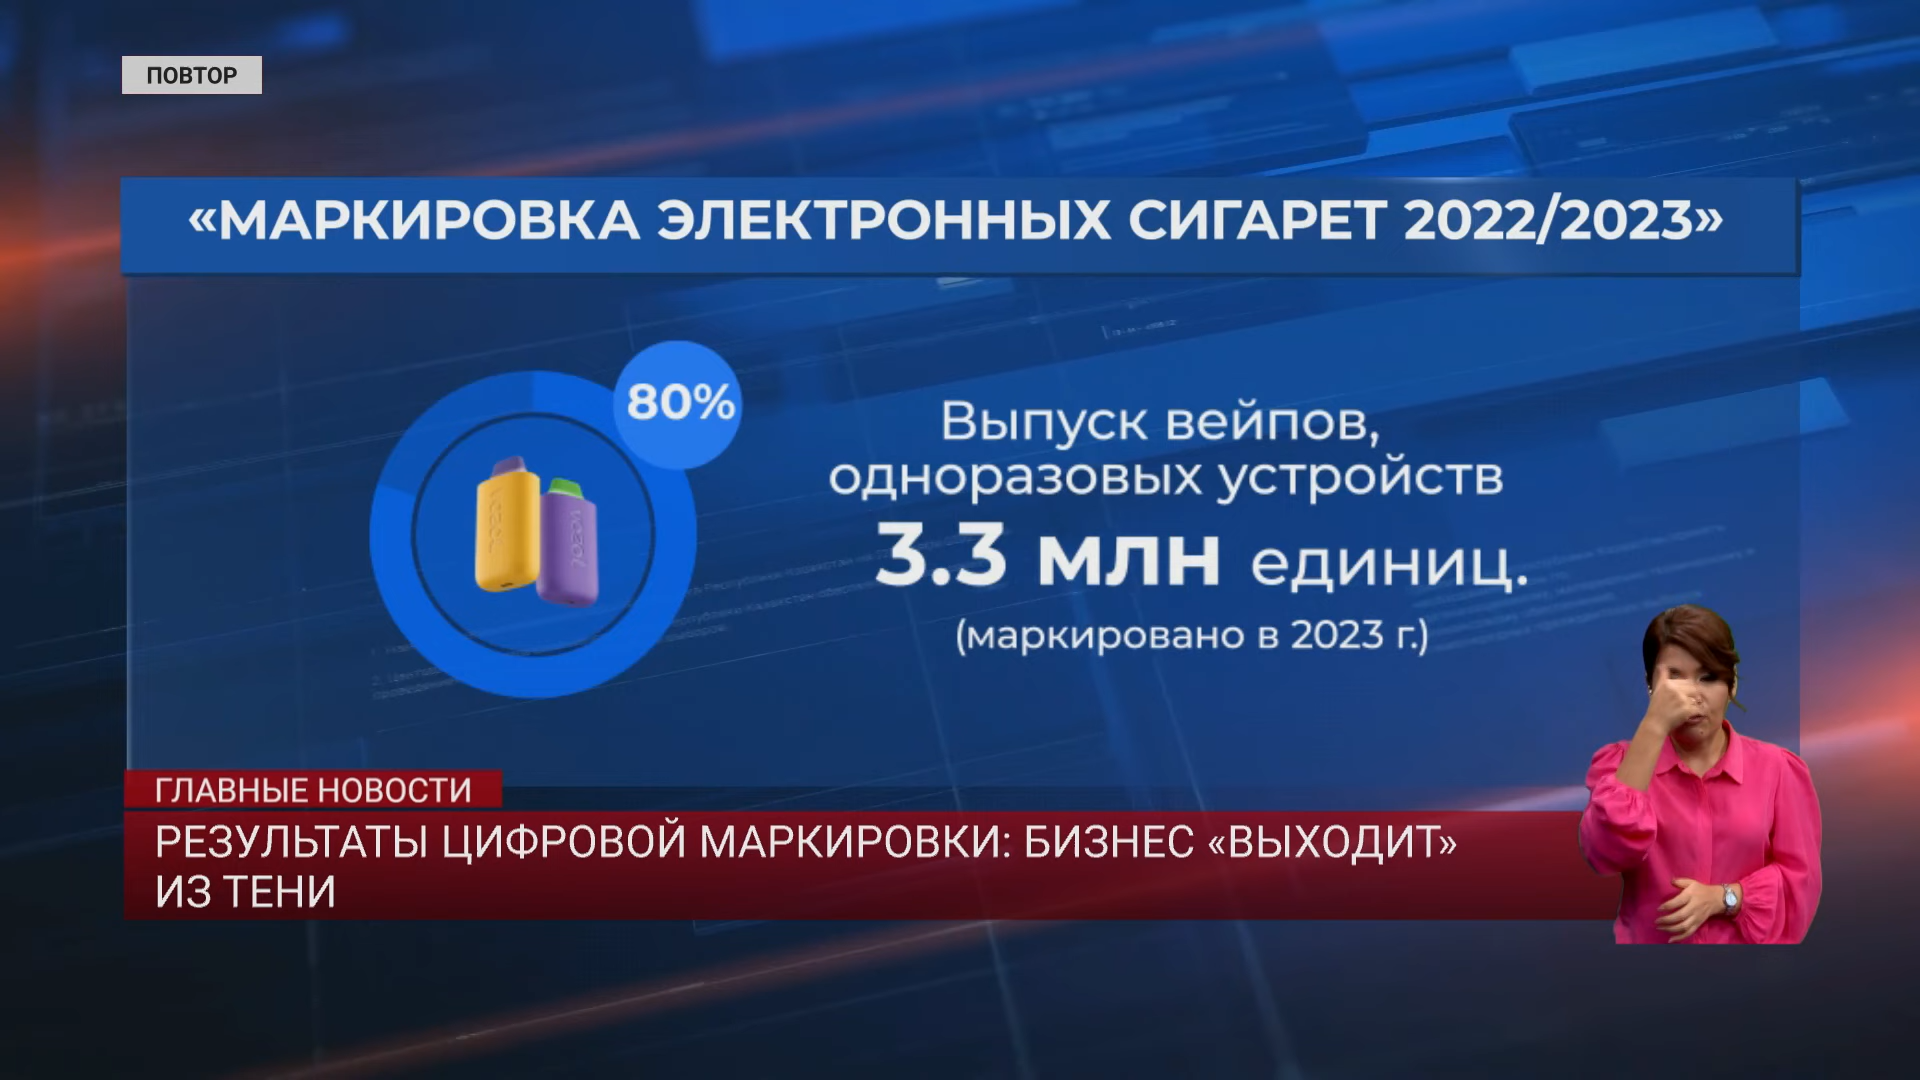 ПОВТОР
«МАРКИРОВКА ЭЛЕКТРОННЫХ СИГАРЕТ 2022/2023»
80%
Выпуск вейпов,
одноразовых устройств
3.3 млн единиц.
(маркировано в 2023 г.)
ГЛАВНЫЕ НОВОСТИ
РЕЗУЛЬТАТЫ ЦИФРОВОЙ МАРКИРОВКИ: БИЗНЕС «ВЫХОДИТ»
ИЗ ТЕНИ